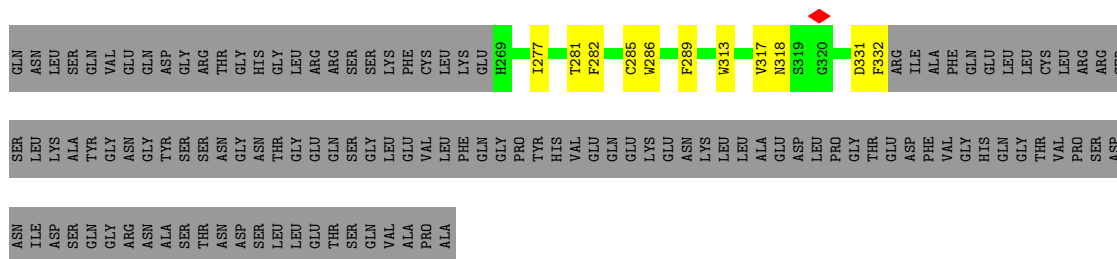 GLN ASN LEU SER GLN VAL GLU GLN ASP GLY ARG THR GLY HIS GLY LEU ARG ARG SER SER LYS PHE CYS LEU LYS GLU H269 I277 T281 F282 C285 W286 F289 W313 V317 N318 S319 G320 D331 F332 ARG ILE ALA PHE GLN GLU LEU LEU CYS LEU ARG ARG
SER LEU LYS ALA TYR GLY ASN GLY TYR SER SER ASN GLY ASN THR GLY GLU GLN SER GLY LEU GLU VAL LEU PHE GLN GLY PRO TYR HIS VAL GLU GLN GLU LYS GLU ASN LYS LEU LEU ALA GLU ASP LEU PRO GLY THR GLU ASP PHE VAL GLY HIS GLN GLY THR VAL PRO SER ASP
ASN ILE ASP SER GLN GLY ARG ASN ALA SER THR ASN ASP SER LEU LEU GLU THR SER GLN VAL ALA PRO ALA